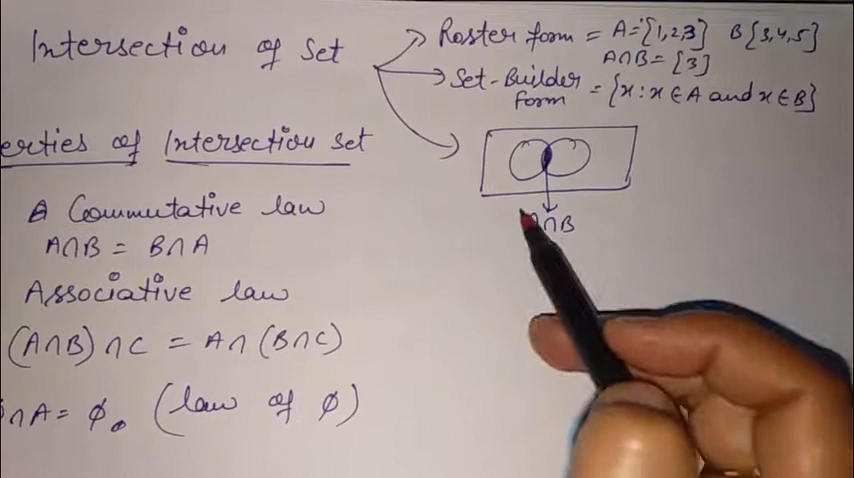 Intersection of Set
Roster form = A = {1,2,3} B{3,4,5}
A∩B = {3}
Set-Builder form = {x : x ∈ A and x ∈ B}
A∩B
erties of Intersection set
Commutative law
A∩B = B∩A
Associative law
(A∩B)∩C = A∩(B∩C)
∩A = ϕ. (law of ϕ)